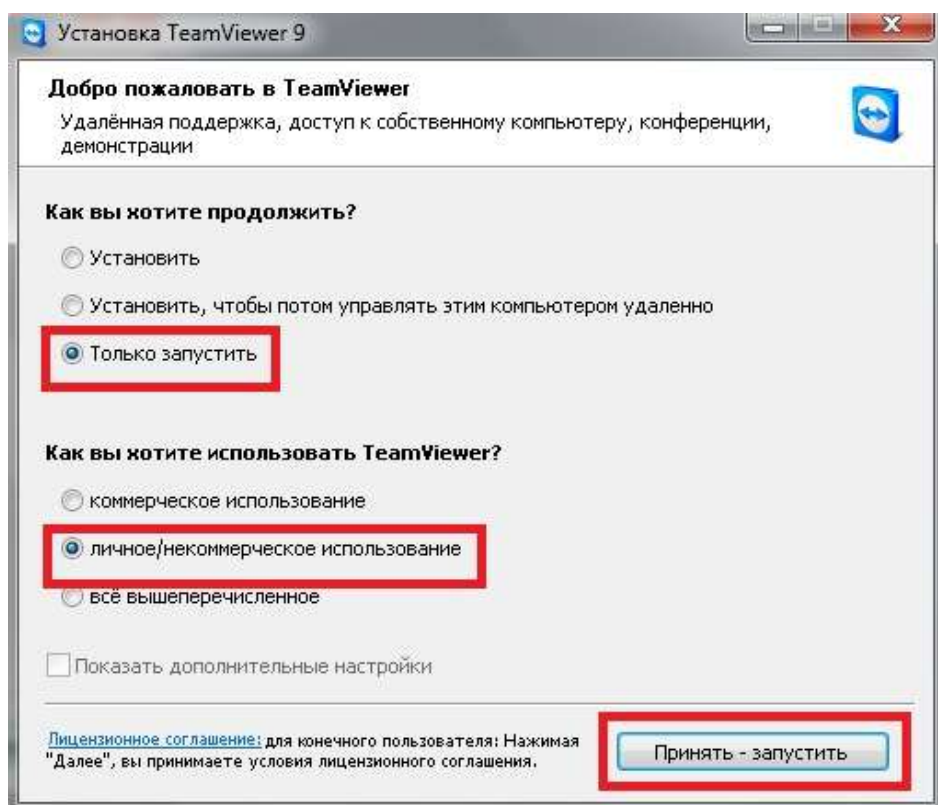 Установка TeamViewer 9
Добро пожаловать в TeamViewer
Удалённая поддержка, доступ к собственному компьютеру, конференции,
демонстрации
Как вы хотите продолжить?
Установить
Установить, чтобы потом управлять этим компьютером удаленно
Только запустить
Как вы хотите использовать TeamViewer?
коммерческое использование
личное/некоммерческое использование
всё вышеперечисленное
Показать дополнительные настройки
Лицензионное соглашение: для конечного пользователя: Нажимая
"Далее", вы принимаете условия лицензионного соглашения.
Принять - запустить